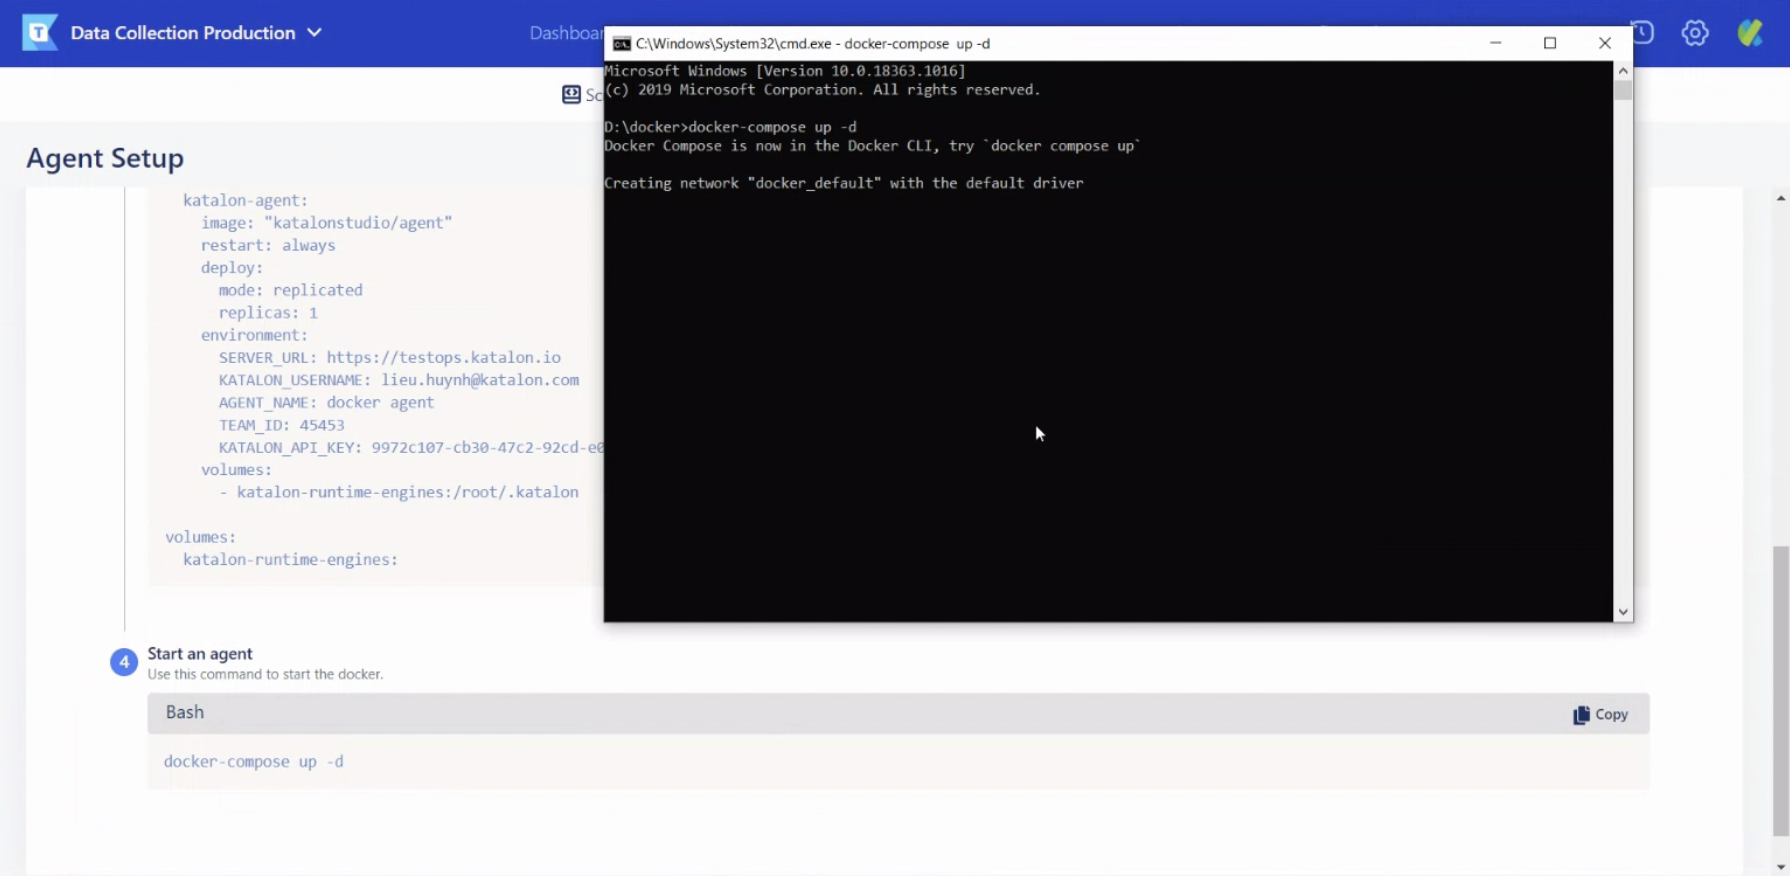 Data Collection Production
Dashboar
C:\Windows\System32\cmd.exe - docker-compose  up -d
Microsoft Windows [Version 10.0.18363.1016]
(c) 2019 Microsoft Corporation. All rights reserved.
D:\docker>docker-compose up -d
Docker Compose is now in the Docker CLI, try `docker compose up`
Creating network "docker_default" with the default driver
Agent Setup
katalon-agent:
image: "katalonstudio/agent"
restart: always
deploy:
mode: replicated
replicas: 1
environment:
SERVER_URL: https://testops.katalon.io
KATALON_USERNAME: lieu.huynh@katalon.com
AGENT_NAME: docker agent
TEAM_ID: 45453
KATALON_API_KEY: 9972c107-cb30-47c2-92cd-e
volumes:
- katalon-runtime-engines:/root/.katalon
volumes:
katalon-runtime-engines:
4 Start an agent
Use this command to start the docker.
Bash
Copy
docker-compose up -d